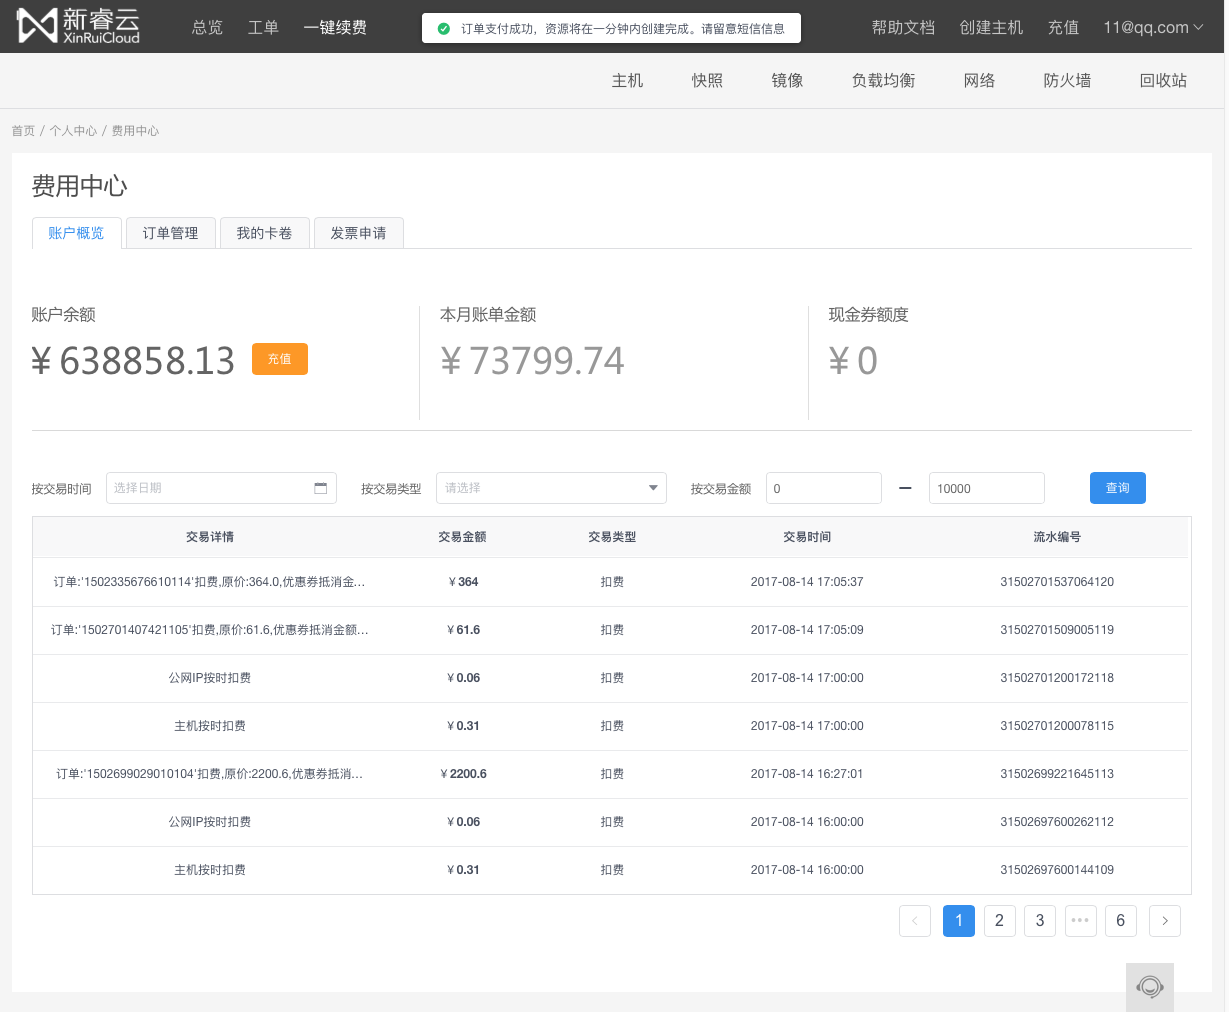 新睿云
XinRuiCloud
总览 工单 一键续费
订单支付成功，资源将在一分钟内创建完成。请留意短信信息
帮助文档 创建主机 充值 11@qq.com
主机 快照 镜像 负载均衡 网络 防火墙 回收站
首页 / 个人中心 / 费用中心
费用中心
账户概览 订单管理 我的卡卷 发票申请
账户余额 本月账单金额 现金券额度
¥ 638858.13 充值 ¥ 73799.74 ¥ 0
按交易时间 选择日期 按交易类型 请选择 按交易金额 0 — 10000 查询
交易详情 交易金额 交易类型 交易时间 流水编号
订单:'1502335676610114'扣费,原价:364.0,优惠券抵消金... ¥ 364 扣费 2017-08-14 17:05:37 31502701537064120
订单:'1502701407421105'扣费,原价:61.6,优惠券抵消金额... ¥ 61.6 扣费 2017-08-14 17:05:09 31502701509005119
公网IP按时扣费 ¥ 0.06 扣费 2017-08-14 17:00:00 31502701200172118
主机按时扣费 ¥ 0.31 扣费 2017-08-14 17:00:00 31502701200078115
订单:'1502699029010104'扣费,原价:2200.6,优惠券抵消... ¥ 2200.6 扣费 2017-08-14 16:27:01 31502699221645113
公网IP按时扣费 ¥ 0.06 扣费 2017-08-14 16:00:00 31502697600262112
主机按时扣费 ¥ 0.31 扣费 2017-08-14 16:00:00 31502697600144109
1 2 3 ••• 6